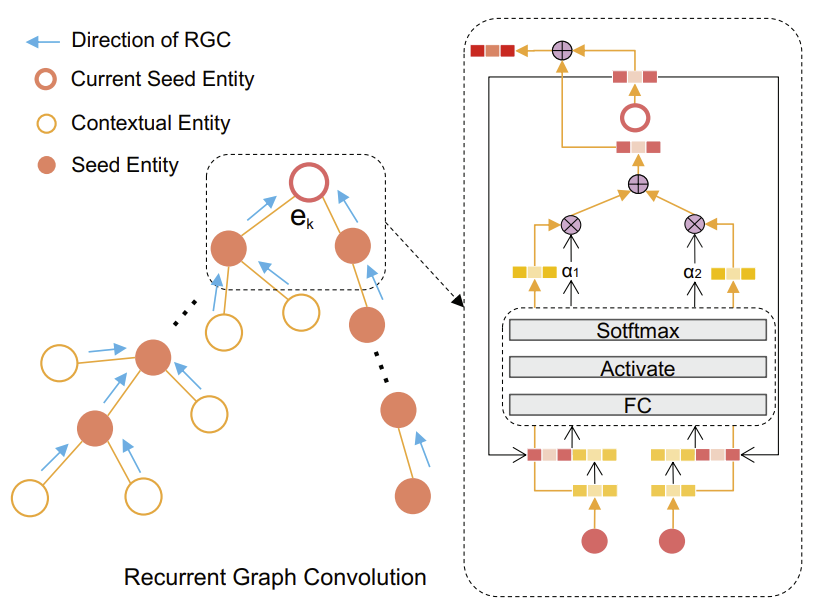 Direction of RGC
Current Seed Entity
Contextual Entity
Seed Entity
ek
α1
α2
Sotftmax
Activate
FC
Recurrent Graph Convolution